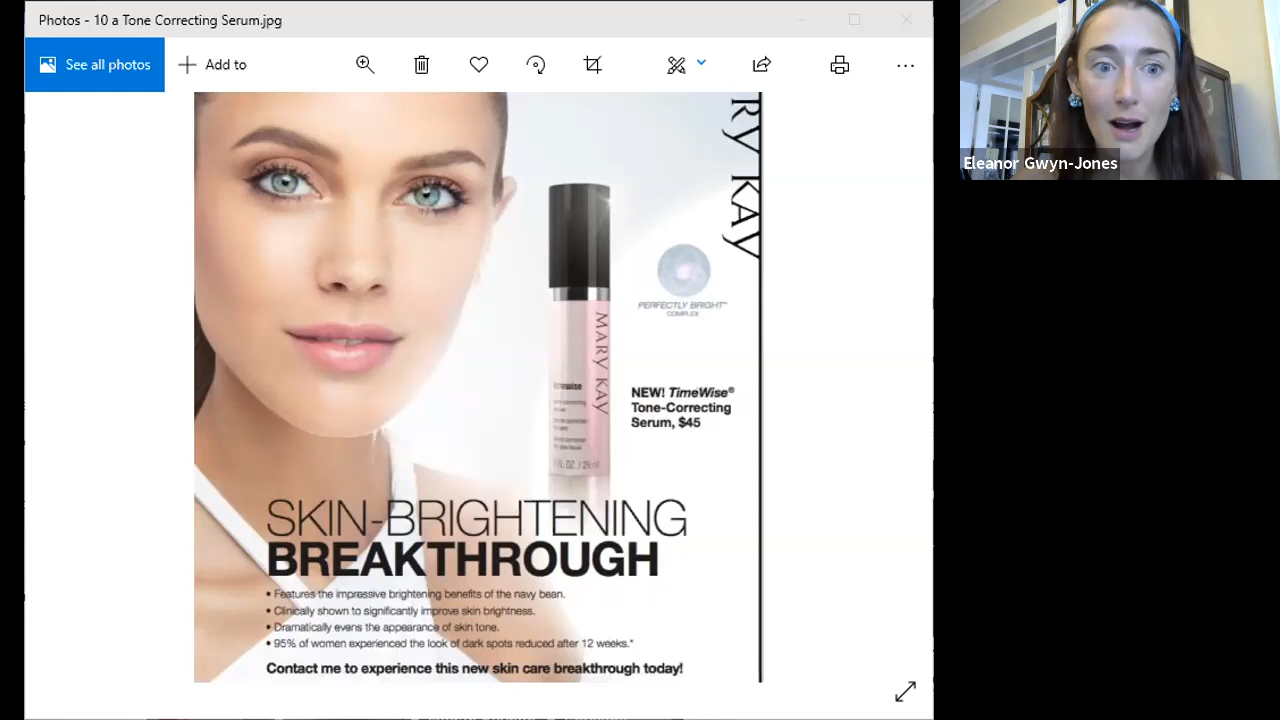 Photos - 10 a Tone Correcting Serum.jpg
See all photos
Add to
Eleanor Gwyn-Jones
RY KAY
PERFECTLY BRIGHT™
COMPLEX
MARY KAY
NEW! TimeWise®
Tone-Correcting
Serum, $45
SKIN-BRIGHTENING
BREAKTHROUGH
• Features the impressive brightening benefits of the navy bean.
• Clinically shown to significantly improve skin brightness.
• Dramatically evens the appearance of skin tone.
• 95% of women experienced the look of dark spots reduced after 12 weeks.*
Contact me to experience this new skin care breakthrough today!